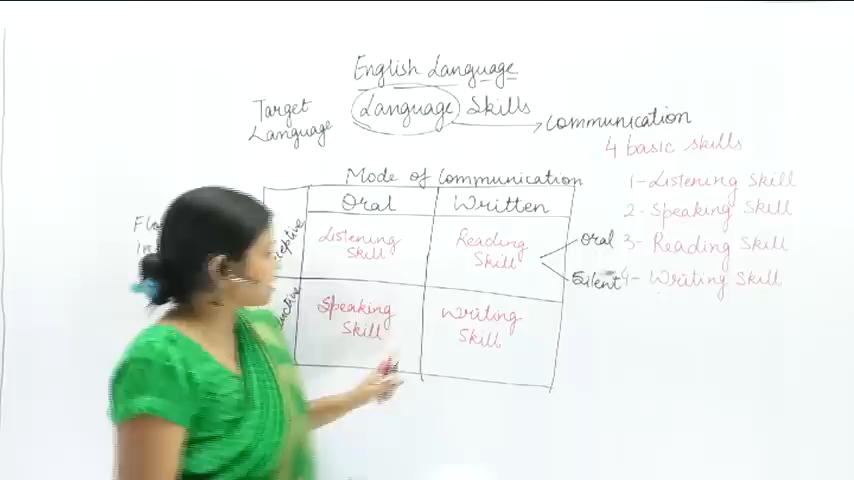 English Language
Target
Language
Language Skills
Communication
4 basic skills
1- Listening Skill
2- Speaking Skill
3- Reading Skill
4- Writing Skill
Mode of Communication
Oral
Written
Listening
Skill
Reading
Skill
Oral
Silent
Speaking
Skill
Writing
Skill